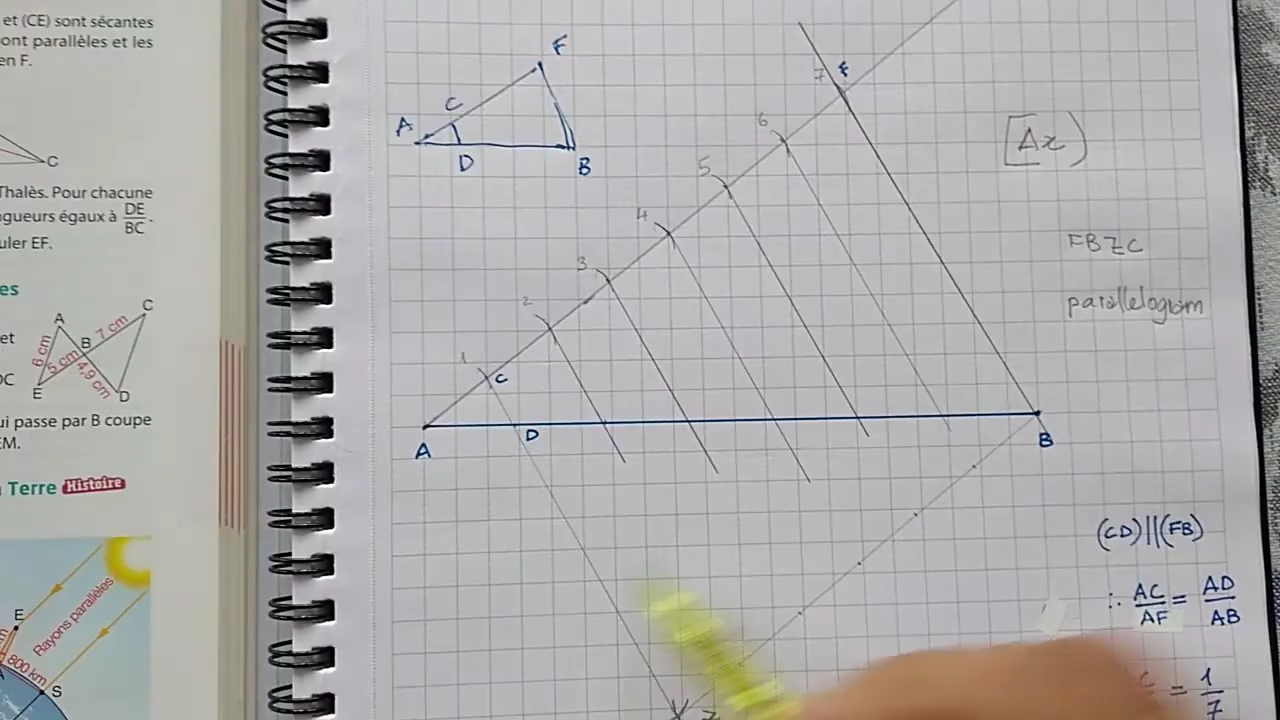 et (CE) sont sécantes
ont parallèles et les
en F.
C
Thalès. Pour chacune
ngueurs égaux à DE/BC.
uler EF.
es
et
A
B
C
E
D
6 cm
5 cm
7 cm
4,9 cm
ui passe par B coupe
EM.
Terre Histoire
Rayons parallèles
E
800 km
S
F
C
A
D
B
7 F
6
5
4
3
2
1
C
A
D
B
Z
[Ax)
FBZC
parallelogram
(CD)||(FB)
∴ AC/AF = AD/AB
= 1/7